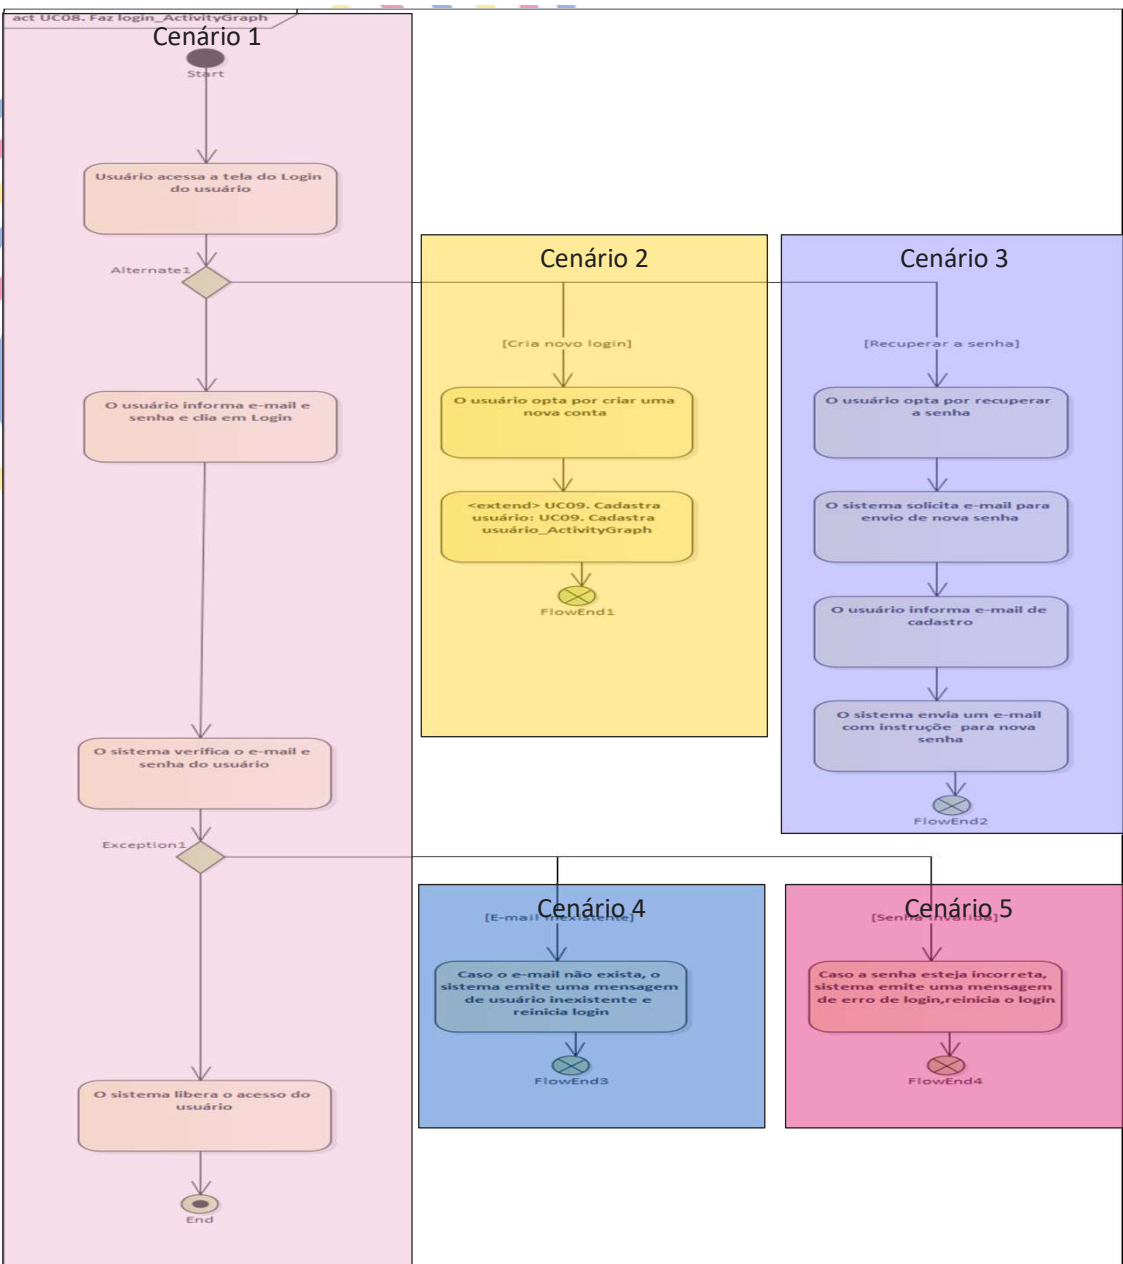 act UC08. Faz login_ActivityGraph
Cenário 1
Start
Usuário acessa a tela do Login
do usuário
Alternate1
O usuário informa e-mail e
senha e clia em Login
O sistema verifica o e-mail e
senha do usuário
Exception1
O sistema libera o acesso do
usuário
End
Cenário 2
[Cria novo login]
O usuário opta por criar uma
nova conta
<extend> UC09. Cadastra
usuário: UC09. Cadastra
usuário_ActivityGraph
FlowEnd1
Cenário 3
[Recuperar a senha]
O usuário opta por recuperar
a senha
O sistema solicita e-mail para
envio de nova senha
O usuário informa e-mail de
cadastro
O sistema envia um e-mail
com instruçõe para nova
senha
FlowEnd2
Cenário 4
[E-mail inexistente]
Caso o e-mail não exista, o
sistema emite uma mensagem
de usuário inexistente e
reinicia login
FlowEnd3
Cenário 5
[Senha invaliba]
Caso a senha esteja incorreta,
sistema emite uma mensagem
de erro de login,reinicia o login
FlowEnd4